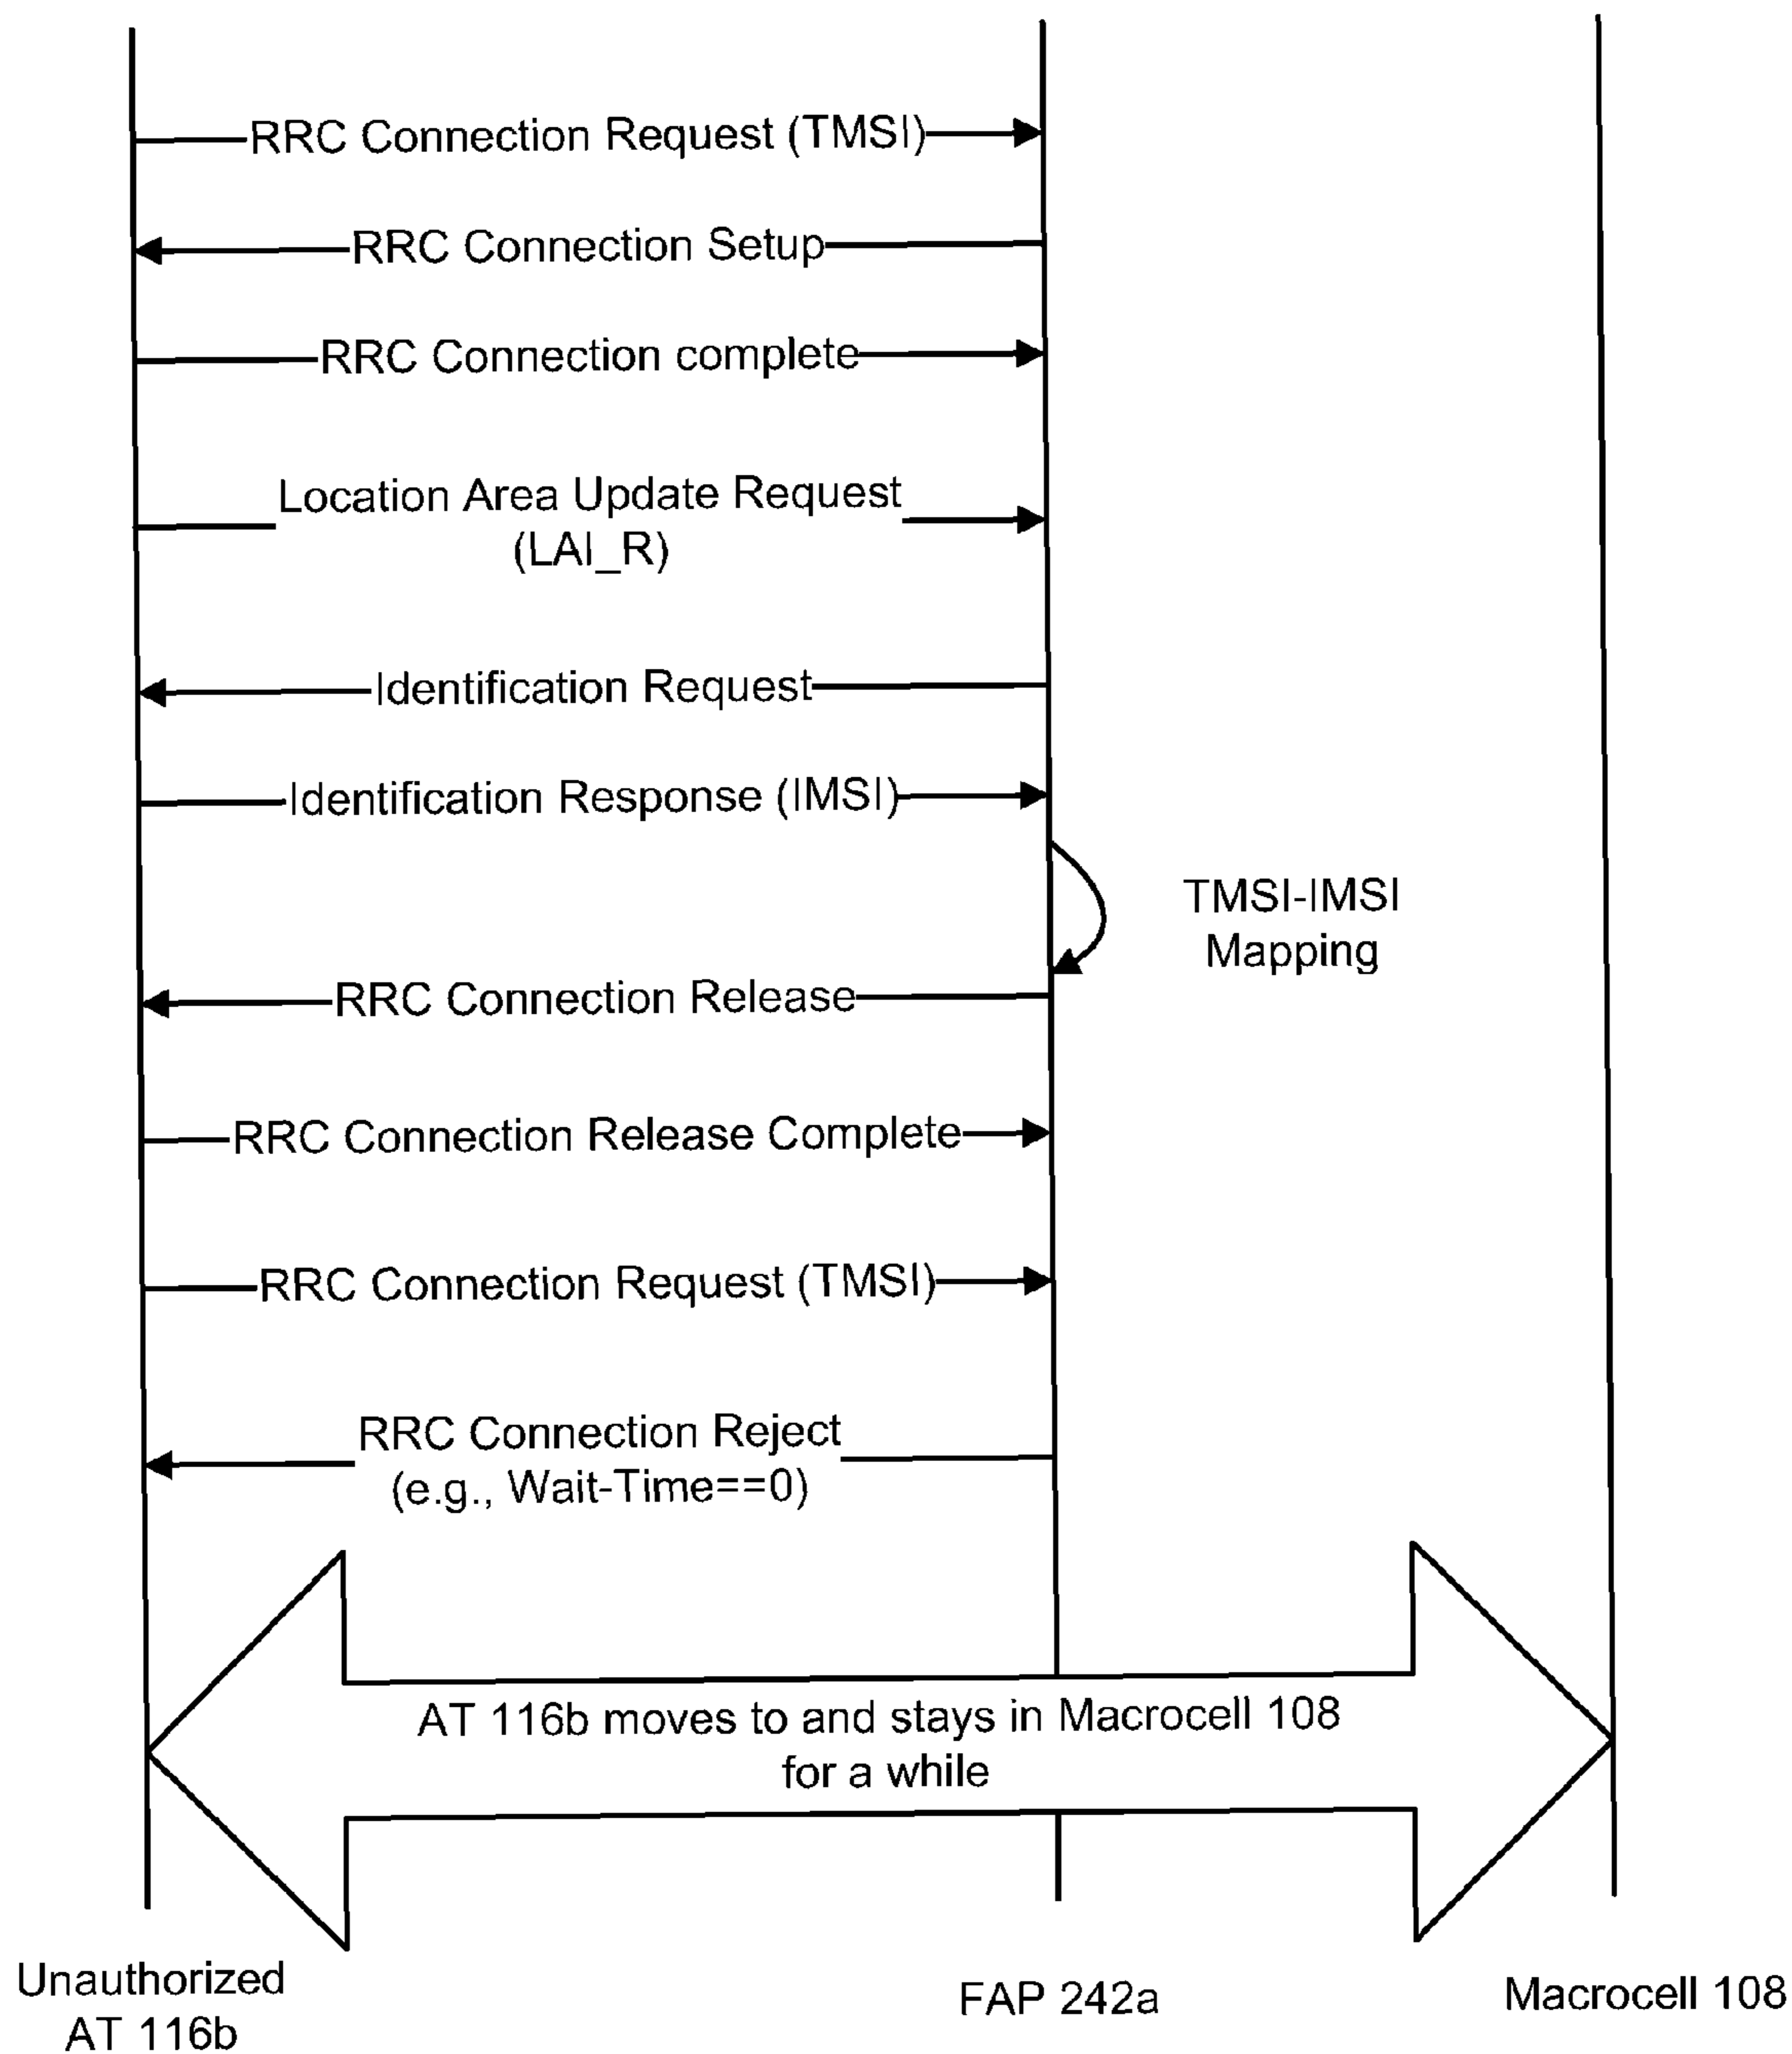 RRC Connection Request (TMSI)
RRC Connection Setup
RRC Connection complete
Location Area Update Request
(LAI_R)
Identification Request
Identification Response (IMSI)
TMSI-IMSI
Mapping
RRC Connection Release
RRC Connection Release Complete
RRC Connection Request (TMSI)
RRC Connection Reject
(e.g., Wait-Time==0)
AT 116b moves to and stays in Macrocell 108
for a while
Unauthorized
AT 116b
FAP 242a
Macrocell 108